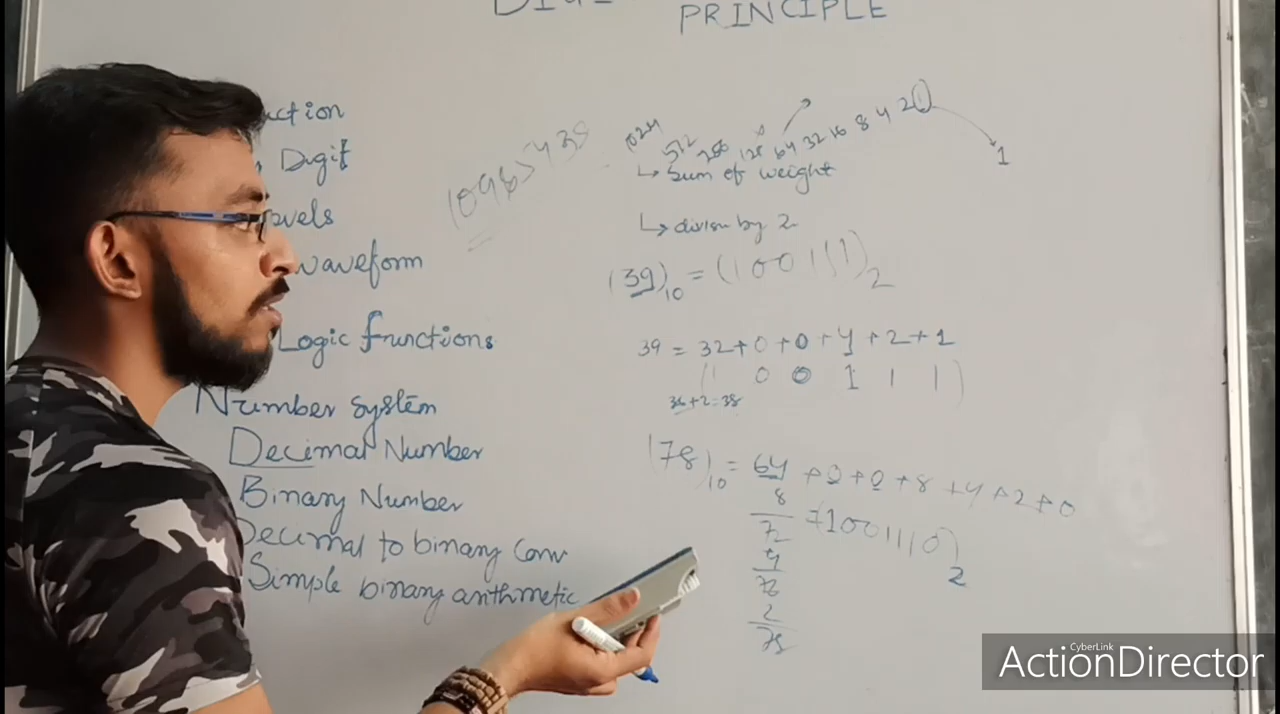 PRINCIPLE
ction
Digit
vels
waveform
Logic functions
Number system
Decimal Number
Binary Number
Decimal to binary Conv
Simple binary arithmetic
1024 512 256 128 64 32 16 8 4 2 1
1
↳ Sum of weight
↳ divisn by 2
(39)10 = (100111)2
39 = 32+0+0+4+2+1
(1 0 0 1 1 1)
36+2=38
(78)10 = 64+0+0+8+4+2+0
8
72 = (1001110)2
4
76
2
78
CyberLink
ActionDirector